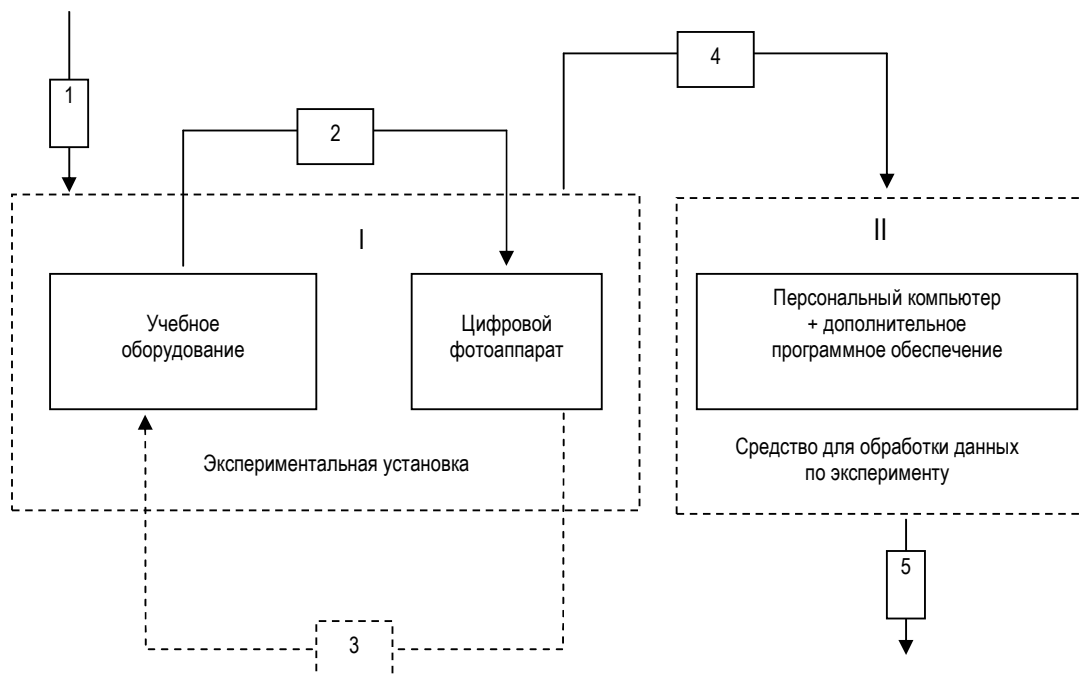 1
2
4
I
II
Учебное
оборудование
Цифровой
фотоаппарат
Персональный компьютер
+ дополнительное
программное обеспечение
Экспериментальная установка
Средство для обработки данных
по эксперименту
5
3